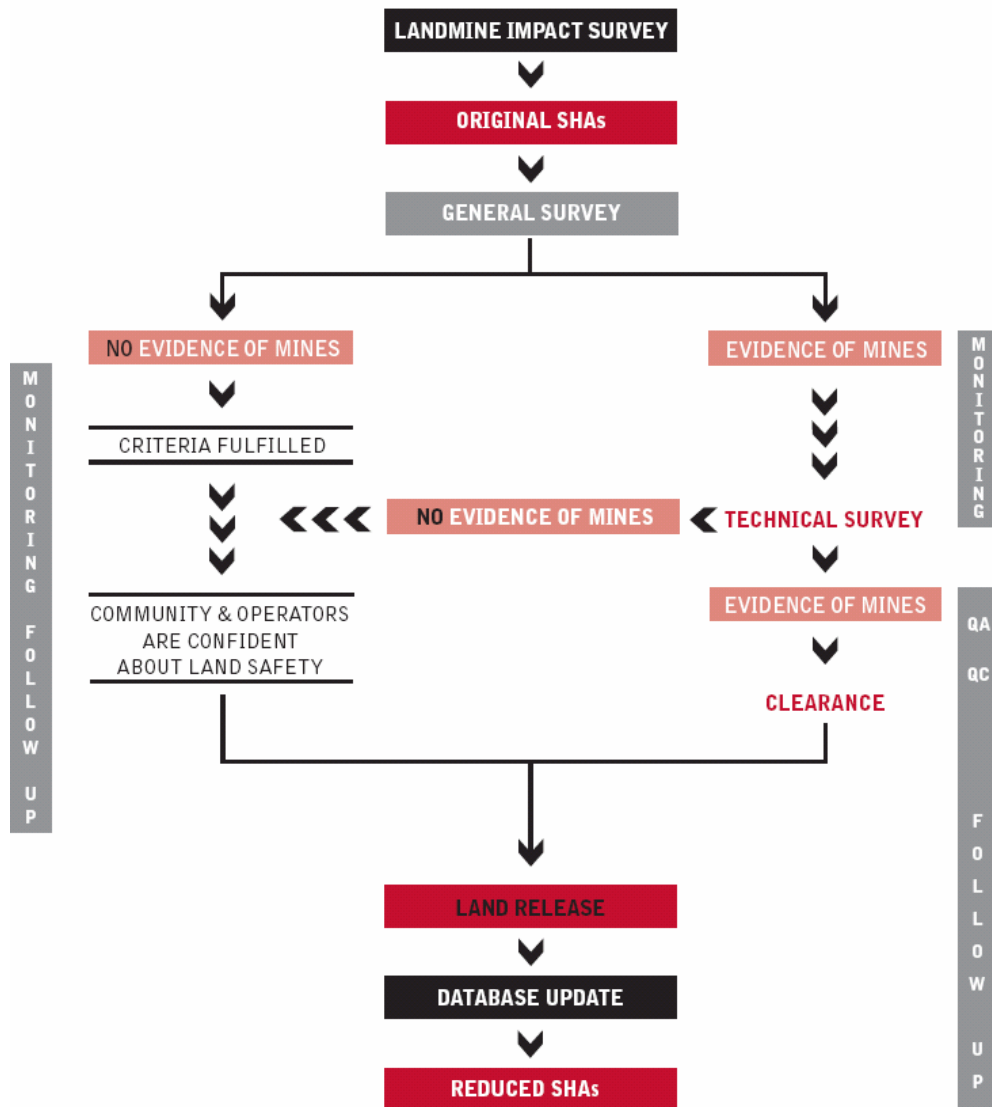 LANDMINE IMPACT SURVEY
ORIGINAL SHAs
GENERAL SURVEY
NO EVIDENCE OF MINES
EVIDENCE OF MINES
CRITERIA FULFILLED
NO EVIDENCE OF MINES
TECHNICAL SURVEY
EVIDENCE OF MINES
COMMUNITY & OPERATORS
ARE CONFIDENT
ABOUT LAND SAFETY
CLEARANCE
LAND RELEASE
DATABASE UPDATE
REDUCED SHAs
MONITORING FOLLOW UP
MONITORING
QA
QC
FOLLOW UP